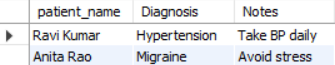 patient_name Diagnosis Notes
Ravi Kumar Hypertension Take BP daily
Anita Rao Migraine Avoid stress